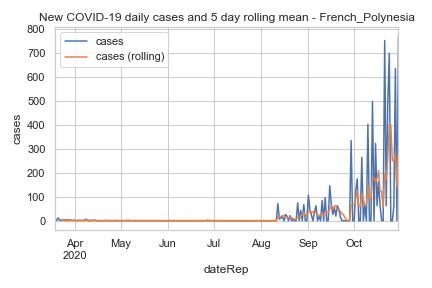 New COVID-19 daily cases and 5 day rolling mean - French_Polynesia
cases
cases (rolling)
800
700
600
500
400
300
200
100
0
cases
Apr May Jun Jul Aug Sep Oct
2020
dateRep